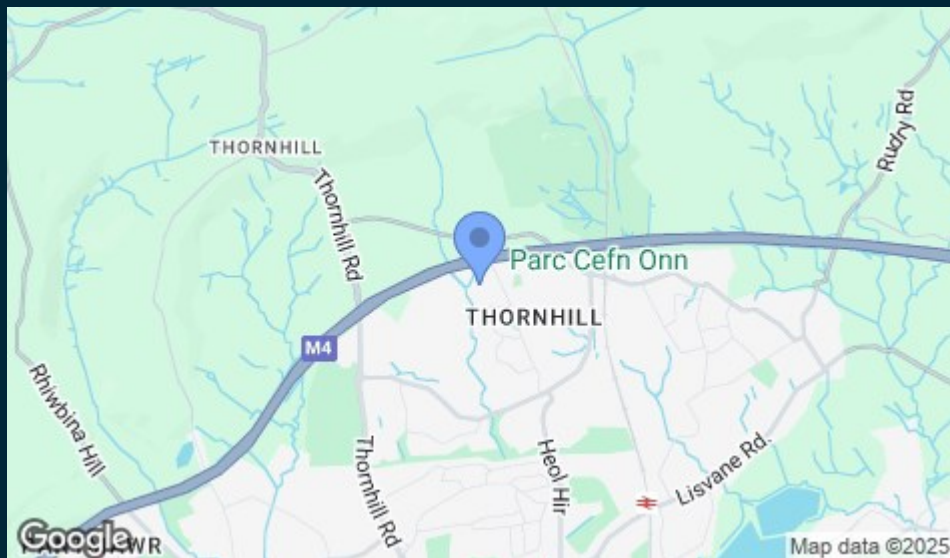 THORNHILL
Rudry Rd
Thornhill Rd
Parc Cefn Onn
THORNHILL
M4
Rhiwbina Hill
Thornhill Rd
Heol Hir
Lisvane Rd.
Google
Map data ©2025